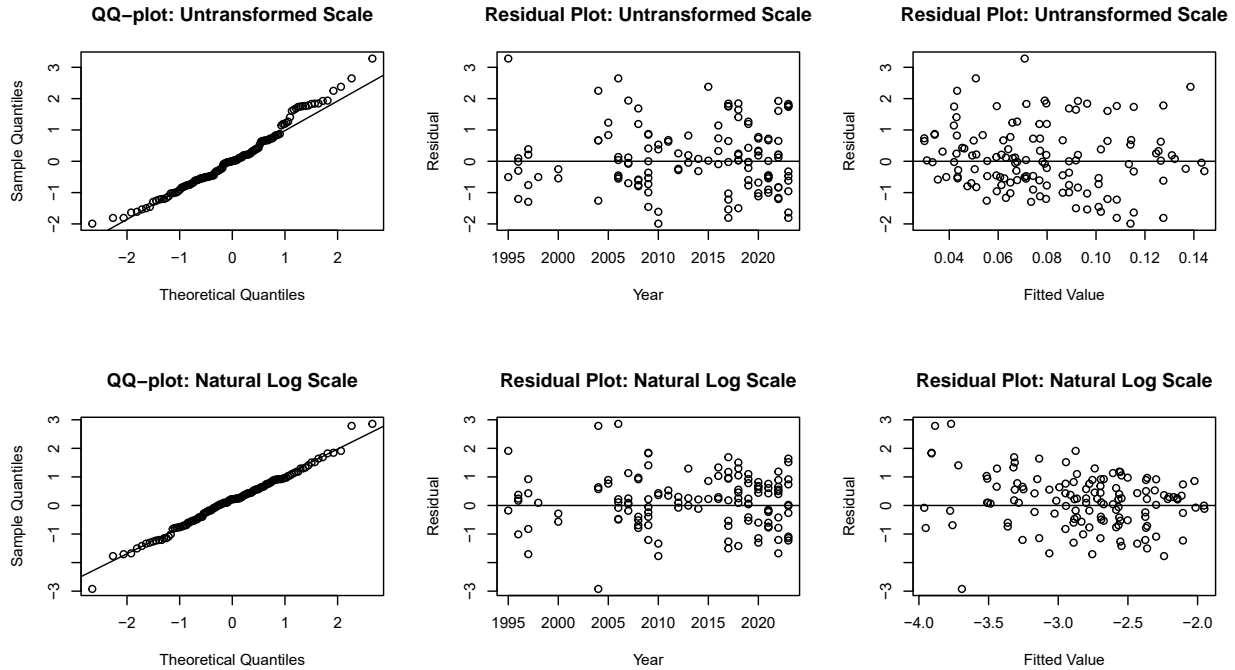 QQ−plot: Untransformed Scale
Sample Quantiles
3
2
1
0
−1
−2
−2 −1 0 1 2
Theoretical Quantiles
Residual Plot: Untransformed Scale
Residual
3
2
1
0
−1
−2
1995 2000 2005 2010 2015 2020
Year
Residual Plot: Untransformed Scale
Residual
3
2
1
0
−1
−2
0.04 0.06 0.08 0.10 0.12 0.14
Fitted Value
QQ−plot: Natural Log Scale
Sample Quantiles
3
2
1
0
−1
−3
−2 −1 0 1 2
Theoretical Quantiles
Residual Plot: Natural Log Scale
Residual
3
2
1
0
−1
−3
1995 2000 2005 2010 2015 2020
Year
Residual Plot: Natural Log Scale
Residual
3
2
1
0
−1
−3
−4.0 −3.5 −3.0 −2.5 −2.0
Fitted Value